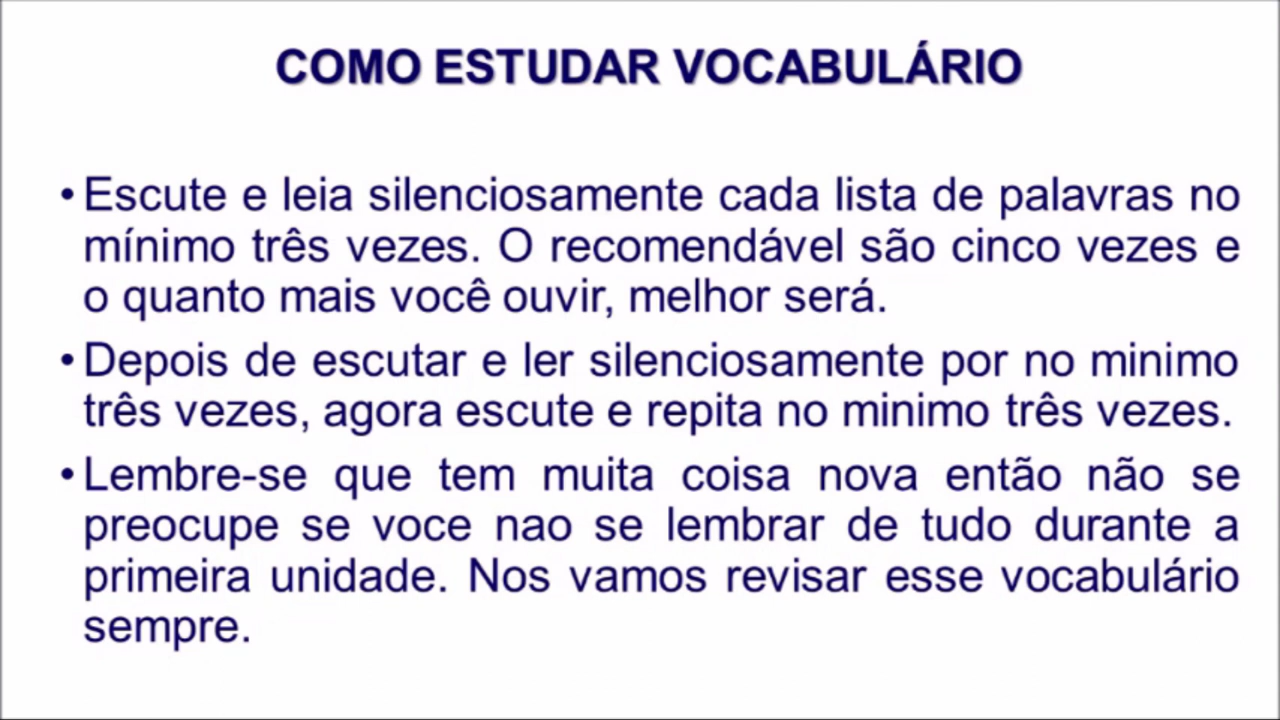 COMO ESTUDAR VOCABULÁRIO
• Escute e leia silenciosamente cada lista de palavras no
mínimo três vezes. O recomendável são cinco vezes e
o quanto mais você ouvir, melhor será.
• Depois de escutar e ler silenciosamente por no minimo
três vezes, agora escute e repita no minimo três vezes.
• Lembre-se que tem muita coisa nova então não se
preocupe se voce nao se lembrar de tudo durante a
primeira unidade. Nos vamos revisar esse vocabulário
sempre.